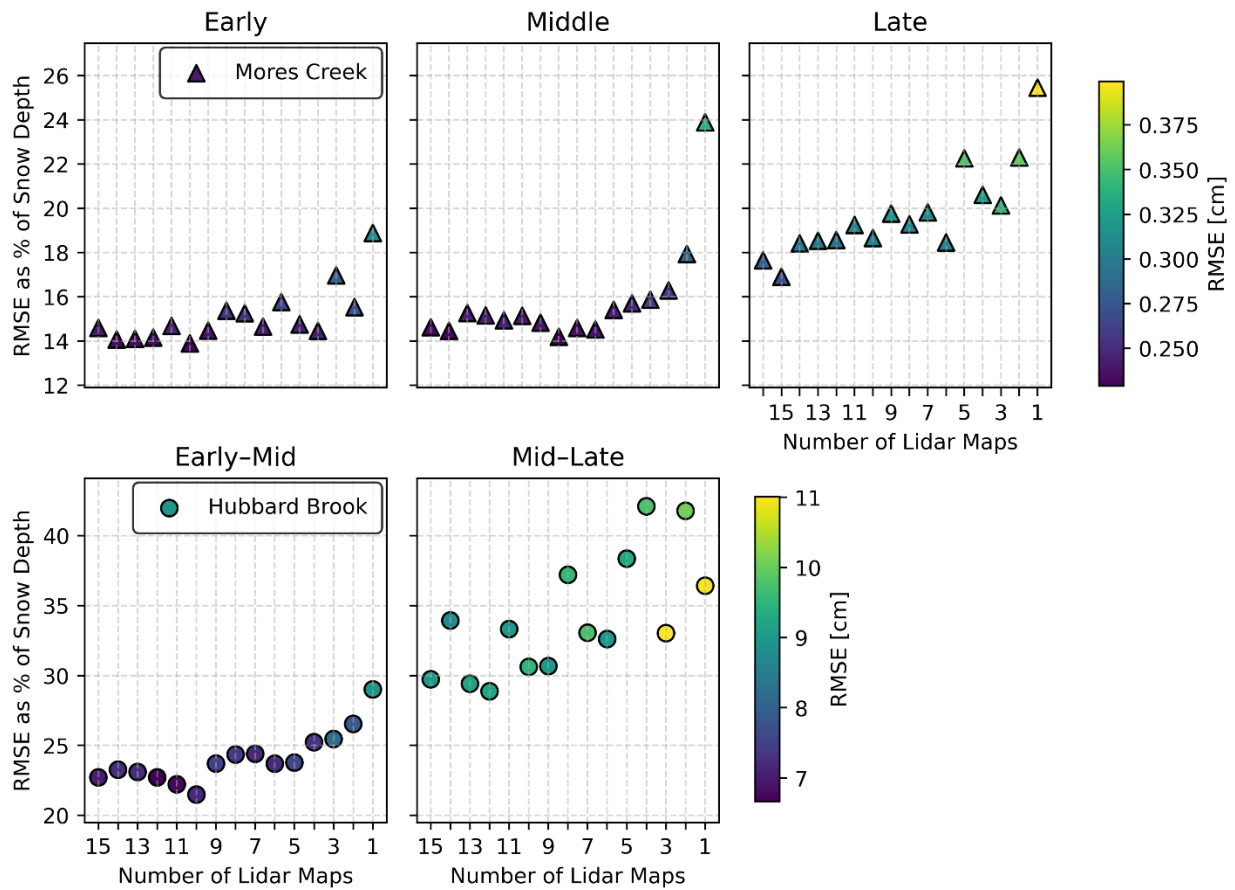 Early
Middle
Late
RMSE as % of Snow Depth
26
24
22
20
18
16
14
12
Mores Creek
15 13 11 9 7 5 3 1
Number of Lidar Maps
0.375
0.350
0.325
0.300
0.275
0.250
RMSE [cm]
Early–Mid
Mid–Late
RMSE as % of Snow Depth
40
35
30
25
20
Hubbard Brook
15 13 11 9 7 5 3 1
Number of Lidar Maps
15 13 11 9 7 5 3 1
Number of Lidar Maps
11
10
9
8
7
RMSE [cm]